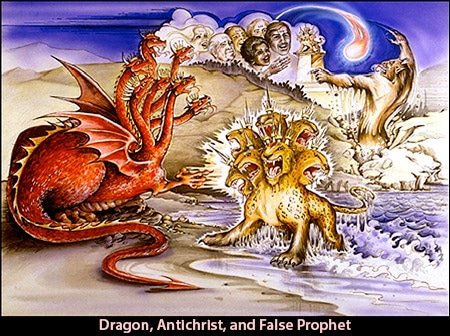 Dragon, Antichrist, and False Prophet